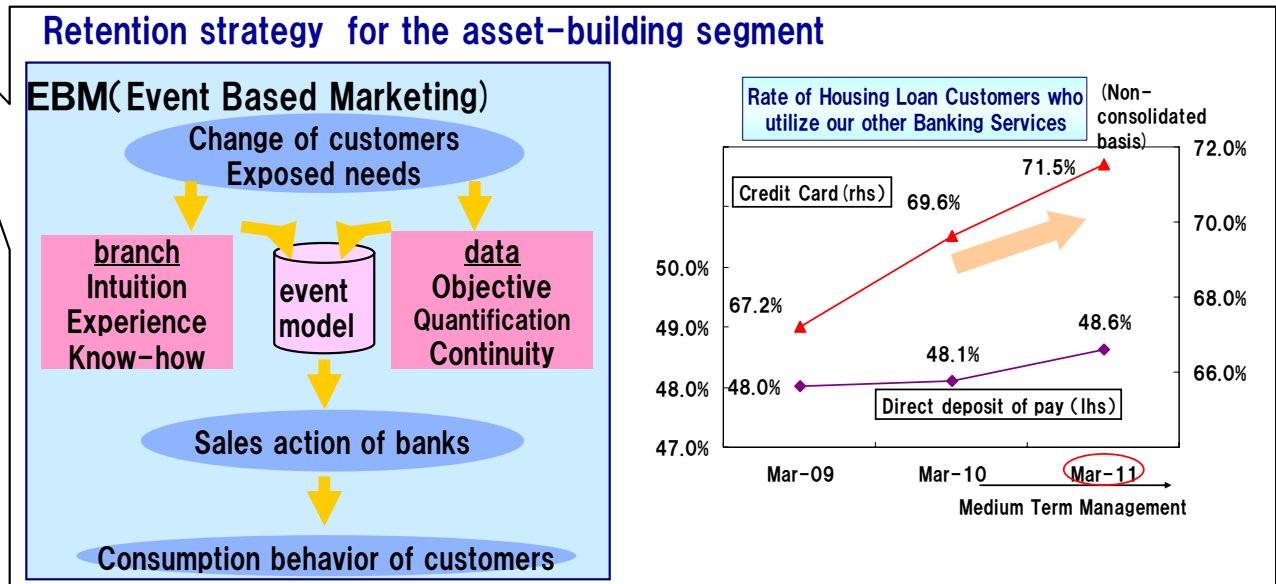 Retention strategy for the asset-building segment
EBM(Event Based Marketing)
Change of customers
Exposed needs
branch
Intuition
Experience
Know-how
event
model
data
Objective
Quantification
Continuity
Sales action of banks
Consumption behavior of customers
Rate of Housing Loan Customers who
utilize our other Banking Services
(Non-
consolidated
basis)
72.0%
70.0%
68.0%
66.0%
50.0%
49.0%
48.0%
47.0%
Credit Card(rhs)
67.2%
69.6%
71.5%
48.0%
48.1%
48.6%
Direct deposit of pay(lhs)
Mar-09
Mar-10
Mar-11
Medium Term Management